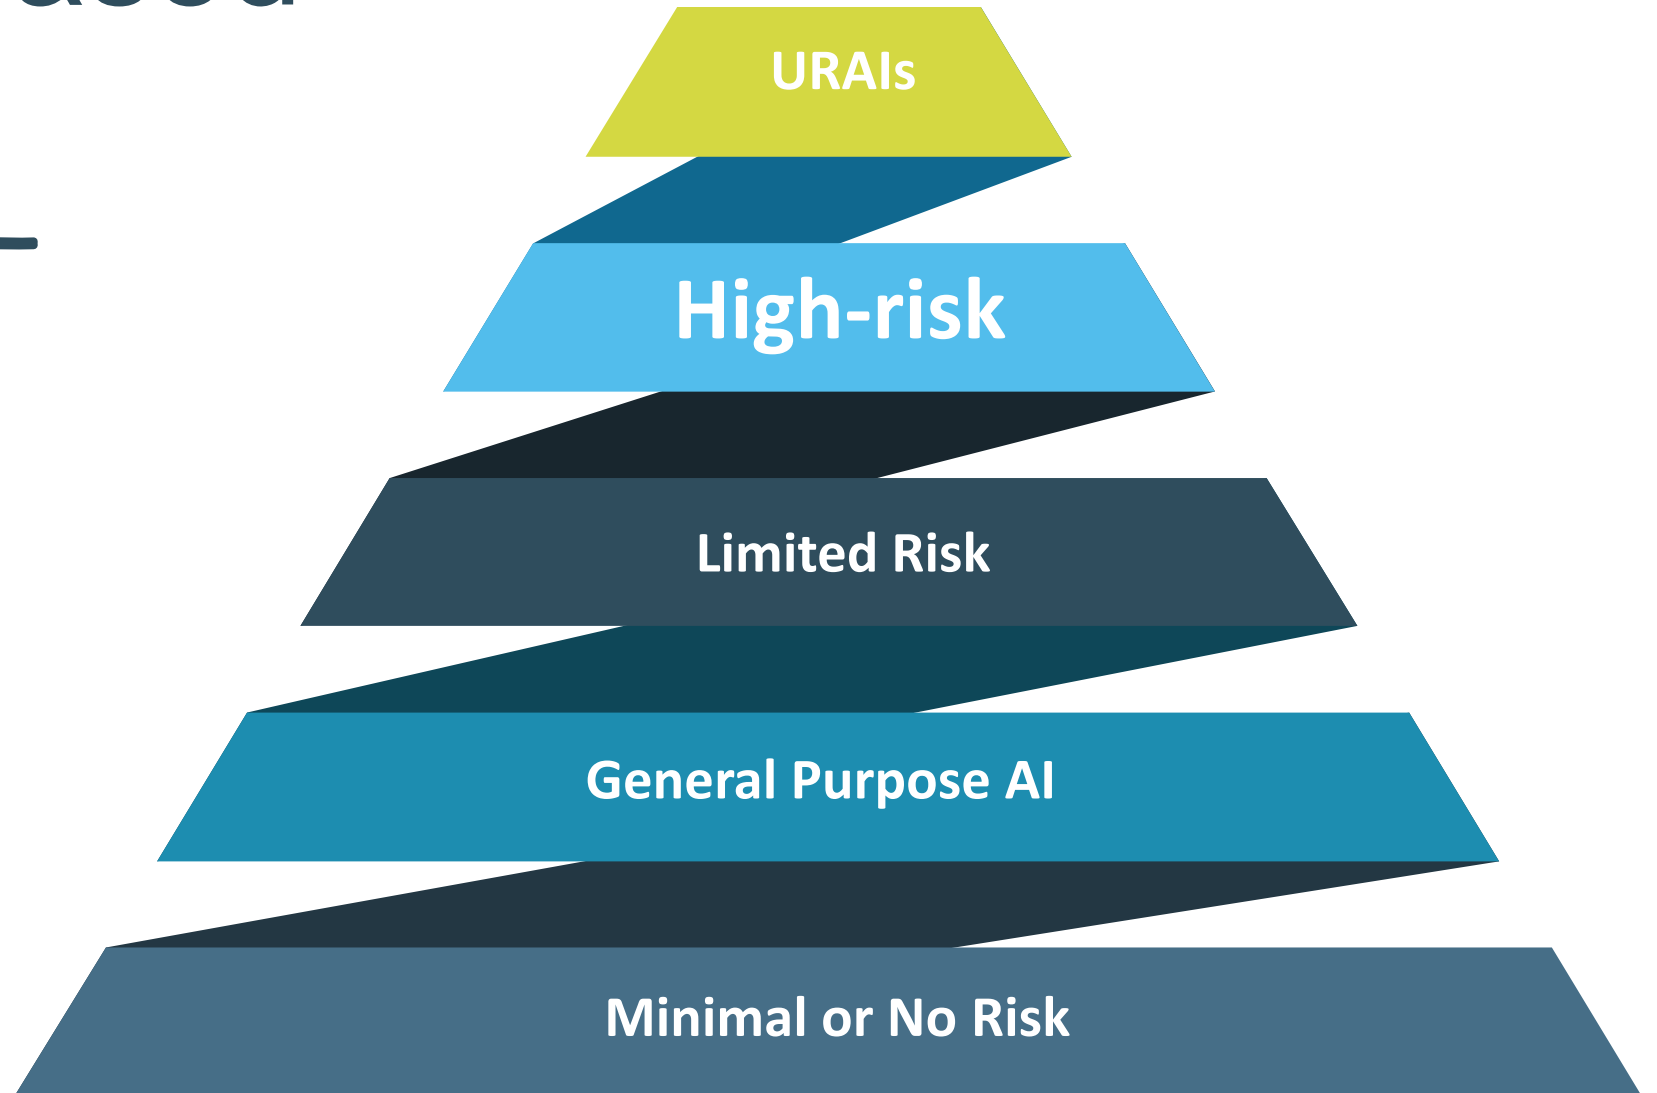 URAIs
High-risk
Limited Risk
General Purpose AI
Minimal or No Risk